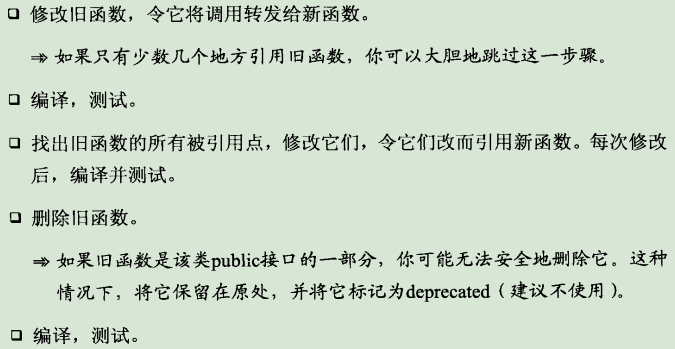 ❑ 修改旧函数，令它将调用转发给新函数。
⇒ 如果只有少数几个地方引用旧函数，你可以大胆地跳过这一步骤。
❑ 编译，测试。
❑ 找出旧函数的所有被引用点，修改它们，令它们改而引用新函数。每次修改
后，编译并测试。
❑ 删除旧函数。
⇒ 如果旧函数是该类public接口的一部分，你可能无法安全地删除它。这种
情况下，将它保留在原处，并将它标记为deprecated（建议不使用）。
❑ 编译，测试。